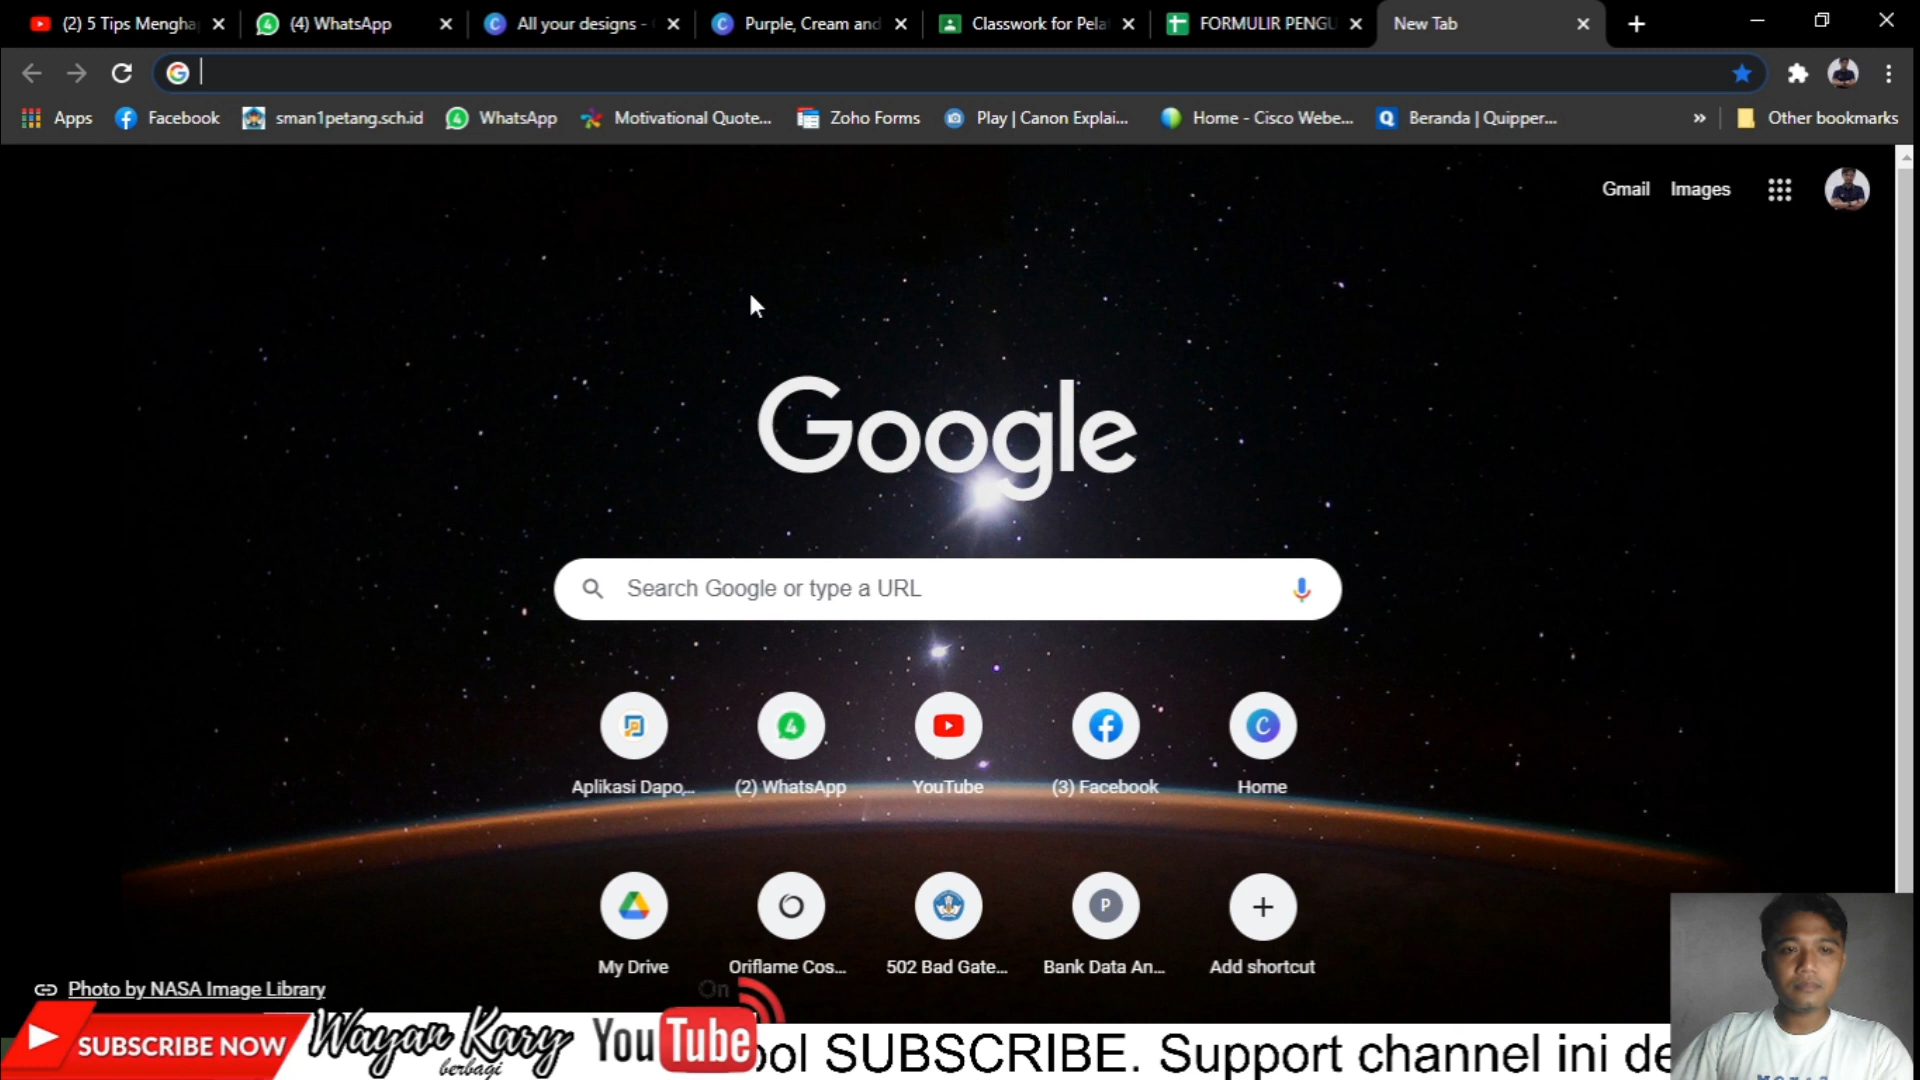 (2) 5 Tips Mengha
(4) WhatsApp
All your designs -
Purple, Cream and
Classwork for Pela
FORMULIR PENGU
New Tab
Apps
Facebook
sman1petang.sch.id
WhatsApp
Motivational Quote...
Zoho Forms
Play | Canon Explai...
Home - Cisco Webe...
Beranda | Quipper...
»
Other bookmarks
Gmail
Images
Google
Search Google or type a URL
Aplikasi Dapo...
(2) WhatsApp
YouTube
(3) Facebook
Home
My Drive
Oriflame Cos...
502 Bad Gate...
Bank Data An...
Add shortcut
Photo by NASA Image Library
On
SUBSCRIBE NOW
Wayan Kary
berbagi
YouTube
ool SUBSCRIBE. Support channel ini de